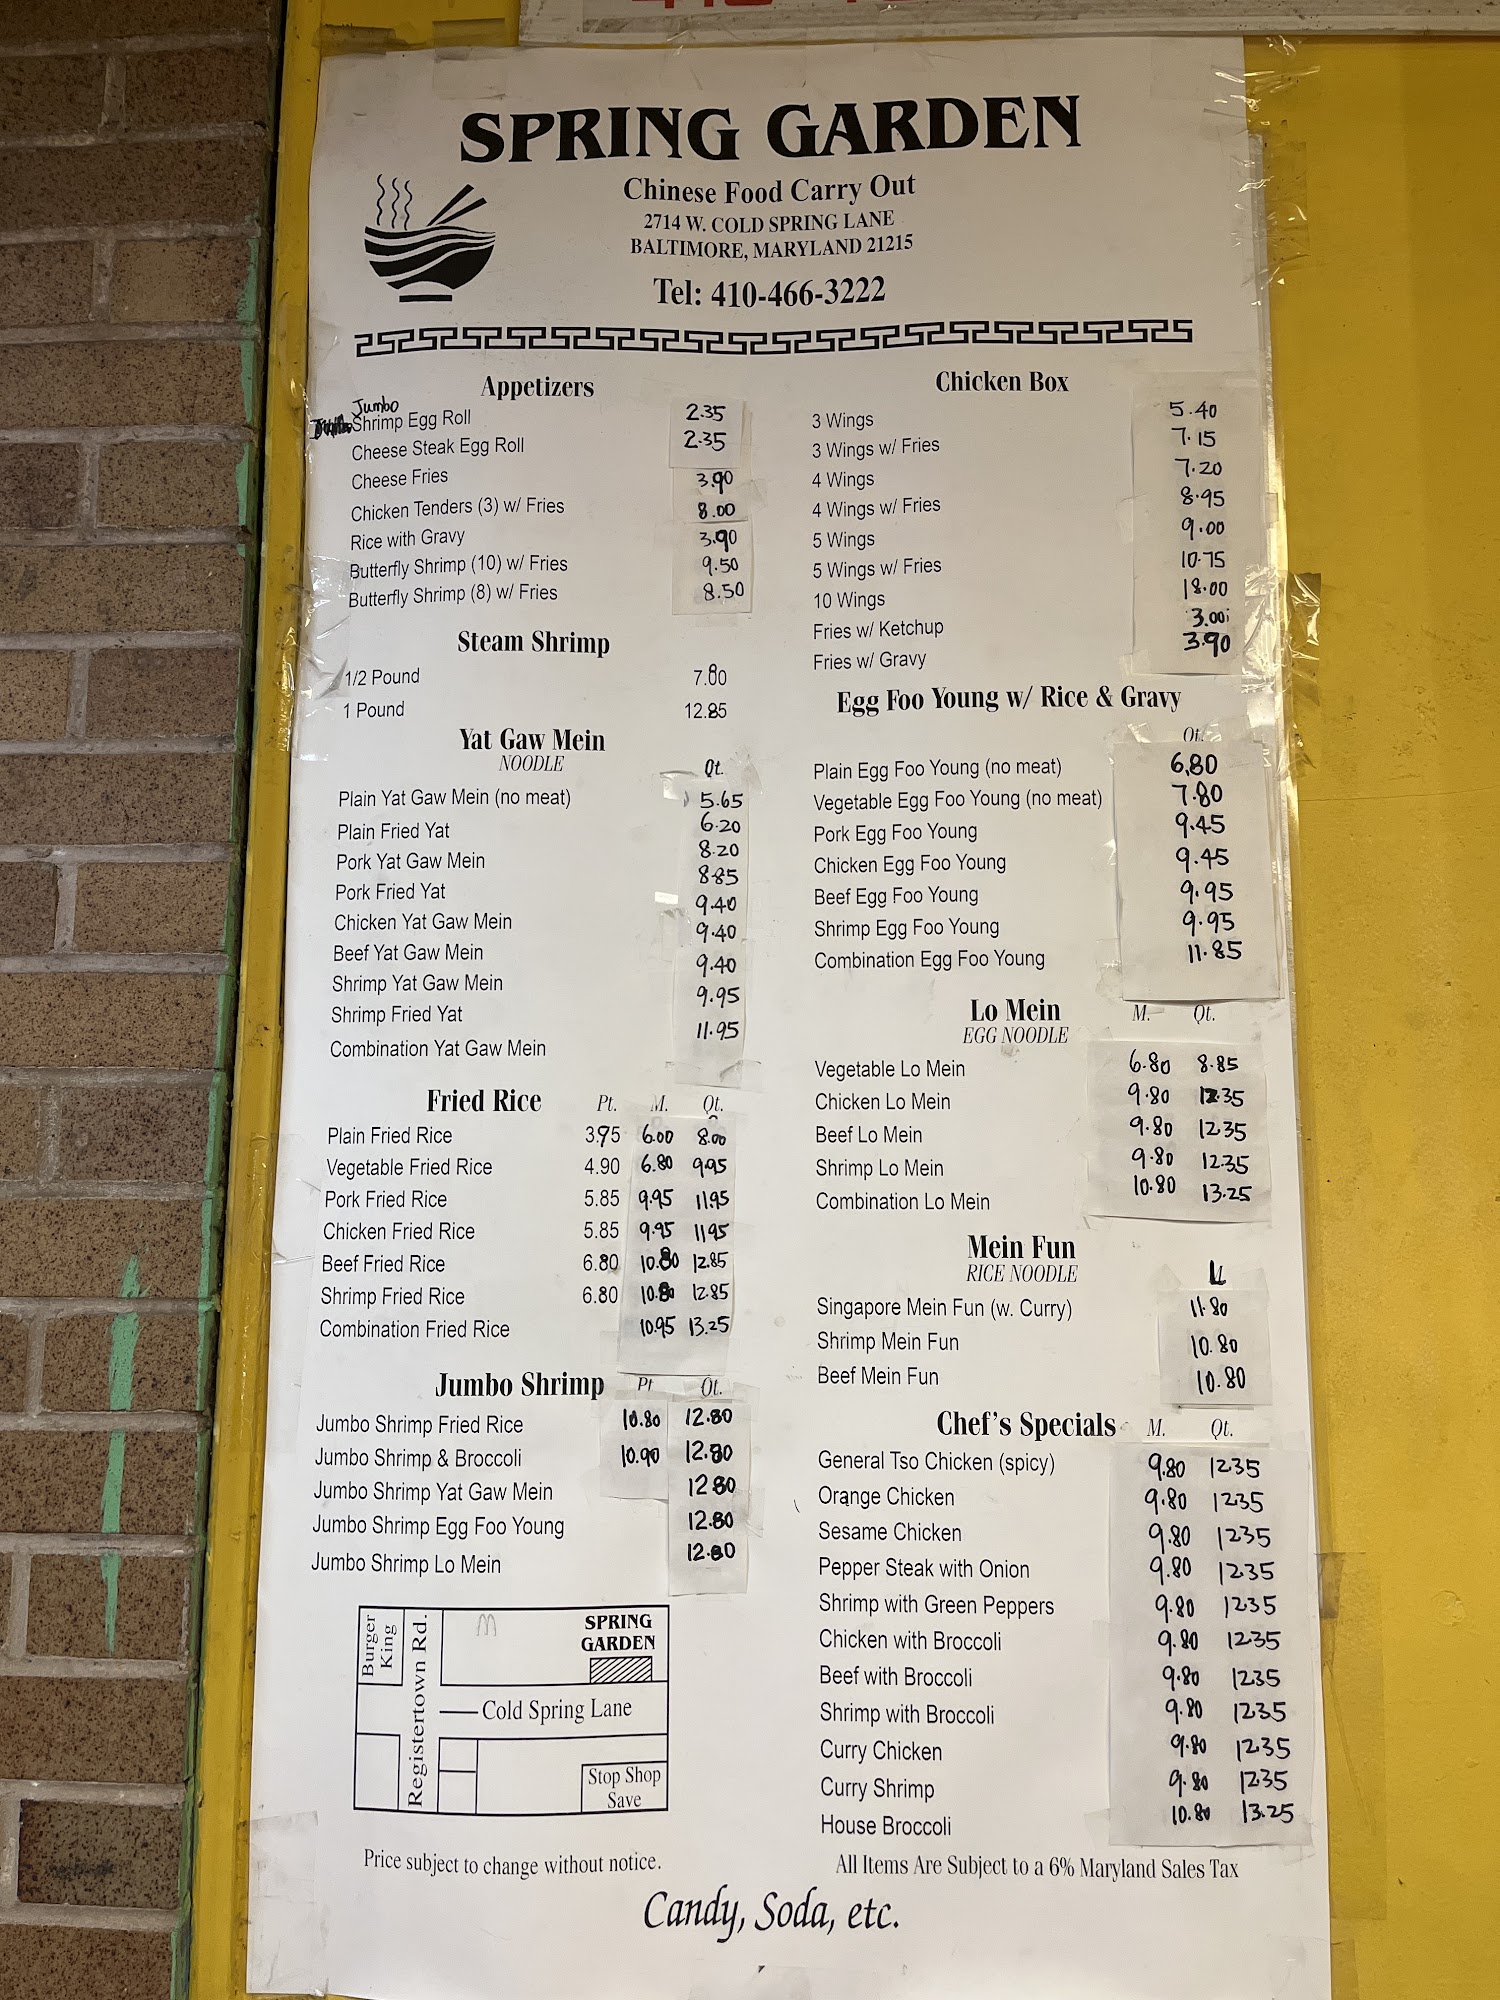 SPRING GARDEN
Chinese Food Carry Out
2714 W. COLD SPRING LANE
BALTIMORE, MARYLAND 21215
Tel: 410-466-3222
Appetizers
Jumbo
Shrimp Egg Roll 2.35
Cheese Steak Egg Roll 2.35
Cheese Fries 3.90
Chicken Tenders (3) w/ Fries 8.00
Rice with Gravy 3.90
Butterfly Shrimp (10) w/ Fries 9.50
Butterfly Shrimp (8) w/ Fries 8.50
Steam Shrimp
1/2 Pound 7.80
1 Pound 12.85
Yat Gaw Mein
NOODLE Qt.
Plain Yat Gaw Mein (no meat) 5.65
Plain Fried Yat 6.20
Pork Yat Gaw Mein 8.20
Pork Fried Yat 8.85
Chicken Yat Gaw Mein 9.40
Beef Yat Gaw Mein 9.40
Shrimp Yat Gaw Mein 9.40
Shrimp Fried Yat 9.95
Combination Yat Gaw Mein 11.95
Fried Rice Pt. M. Qt.
Plain Fried Rice 3.95 6.00 8.00
Vegetable Fried Rice 4.90 6.80 9.95
Pork Fried Rice 5.85 9.95 11.95
Chicken Fried Rice 5.85 9.95 11.95
Beef Fried Rice 6.80 10.80 12.85
Shrimp Fried Rice 6.80 10.80 12.85
Combination Fried Rice 10.95 13.25
Jumbo Shrimp Pt Qt.
Jumbo Shrimp Fried Rice 10.80 12.80
Jumbo Shrimp & Broccoli 10.90 12.80
Jumbo Shrimp Yat Gaw Mein 12.80
Jumbo Shrimp Egg Foo Young 12.80
Jumbo Shrimp Lo Mein 12.80
Burger King
Registertown Rd.
M
SPRING GARDEN
Cold Spring Lane
Stop Shop Save
Price subject to change without notice.
Chicken Box
3 Wings 5.40
3 Wings w/ Fries 7.15
4 Wings 7.20
4 Wings w/ Fries 8.95
5 Wings 9.00
5 Wings w/ Fries 10.75
10 Wings 18.00
Fries w/ Ketchup 3.00
Fries w/ Gravy 3.90
Egg Foo Young w/ Rice & Gravy
Qt.
Plain Egg Foo Young (no meat) 6.80
Vegetable Egg Foo Young (no meat) 7.80
Pork Egg Foo Young 9.45
Chicken Egg Foo Young 9.45
Beef Egg Foo Young 9.95
Shrimp Egg Foo Young 9.95
Combination Egg Foo Young 11.85
Lo Mein M. Qt.
EGG NOODLE
Vegetable Lo Mein 6.80 8.85
Chicken Lo Mein 9.80 12.35
Beef Lo Mein 9.80 12.35
Shrimp Lo Mein 9.80 12.35
Combination Lo Mein 10.80 13.25
Mein Fun
RICE NOODLE
Singapore Mein Fun (w. Curry) 11.80
Shrimp Mein Fun 10.80
Beef Mein Fun 10.80
Chef's Specials M. Qt.
General Tso Chicken (spicy) 9.80 12.35
Orange Chicken 9.80 12.35
Sesame Chicken 9.80 12.35
Pepper Steak with Onion 9.80 12.35
Shrimp with Green Peppers 9.80 12.35
Chicken with Broccoli 9.80 12.35
Beef with Broccoli 9.80 12.35
Shrimp with Broccoli 9.80 12.35
Curry Chicken 9.80 12.35
Curry Shrimp 9.80 12.35
House Broccoli 10.80 13.25
All Items Are Subject to a 6% Maryland Sales Tax
Candy, Soda, etc.